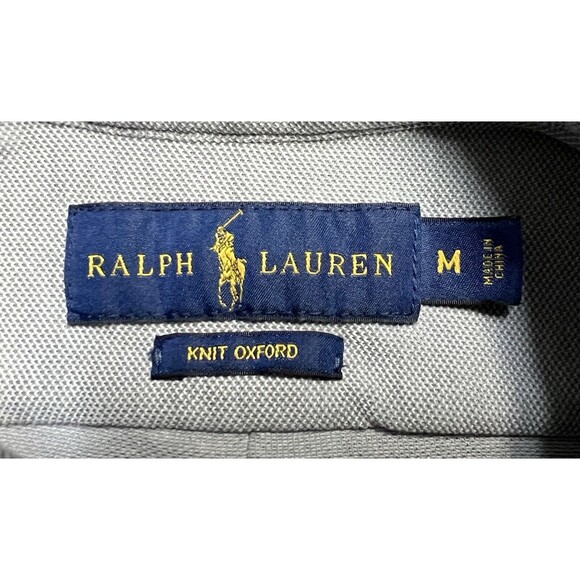 RALPH LAUREN
M
MADE IN
CHINA
KNIT OXFORD